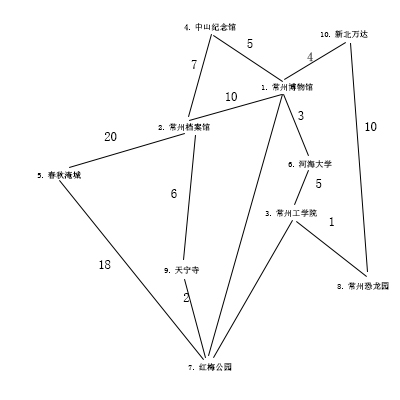 4. 中山纪念馆
10. 新北万达
5
4
7
1. 常州博物馆
10
3
2. 常州档案馆
10
20
6. 河海大学
5. 春秋淹城
5
6
3. 常州工学院
1
18
9. 天宁寺
8. 常州恐龙园
2
7. 红梅公园